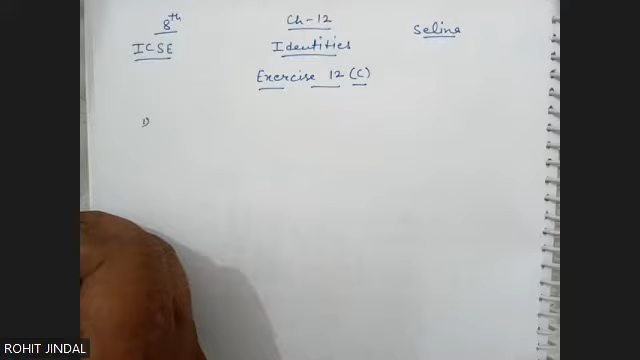 8th Ch-12 Selina
ICSE Identities
Exercise 12 (C)
1)
ROHIT JINDAL